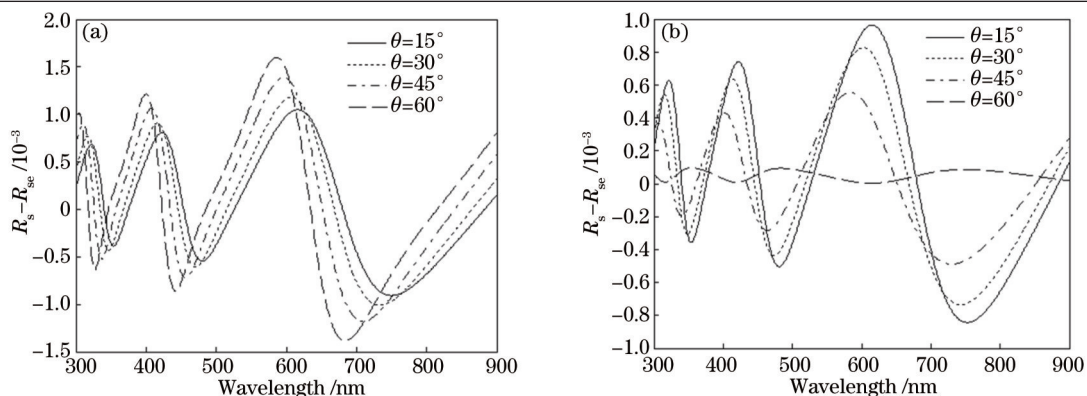 (a)
θ=15°
θ=30°
θ=45°
θ=60°
R_s−R_se /10^−3
2.0
1.5
1.0
0.5
0
−0.5
−1.0
−1.5
300 400 500 600 700 800 900
Wavelength /nm
(b)
θ=15°
θ=30°
θ=45°
θ=60°
R_s−R_se /10^−3
1.0
0.8
0.6
0.4
0.2
0
−0.2
−0.4
−0.6
−0.8
−1.0
300 400 500 600 700 800 900
Wavelength /nm